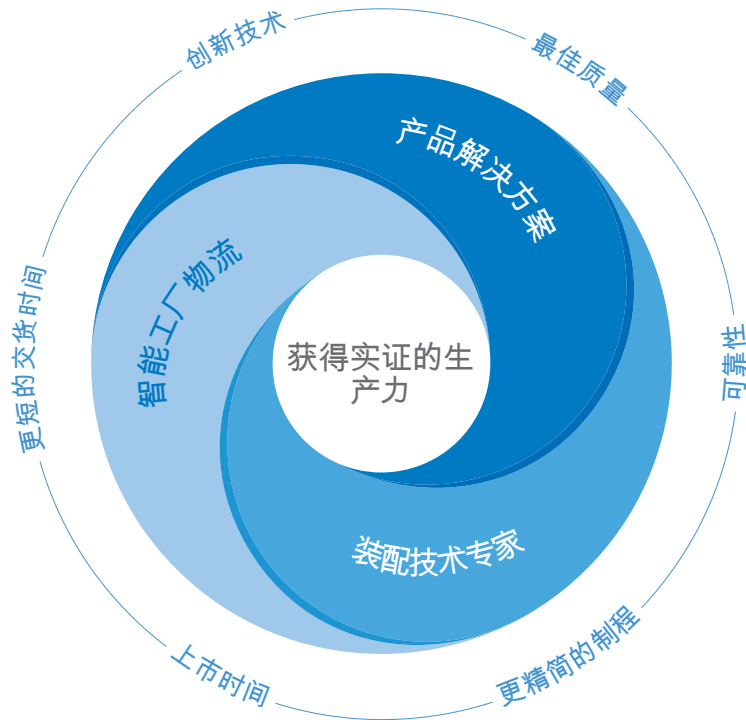 创新技术
最佳质量
产品解决方案
智能工厂物流
更短的交货时间
获得实证的生
产力
可靠性
装配技术专家
上市时间
更精简的制程